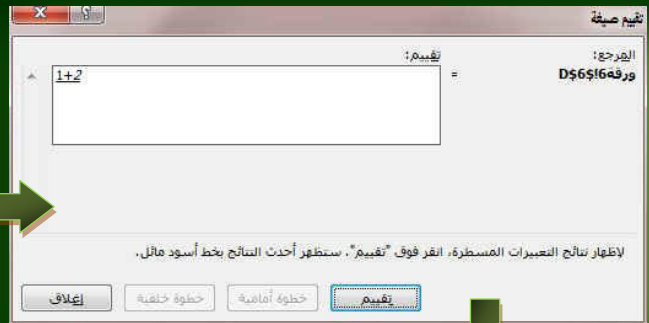 تقييم صيغة
المرجع:
تقييم:
ورقة6!$D$6
=
1+2
لإظهار نتائج التعبيرات المسطرة، انقر فوق "تقييم". ستظهر أحدث النتائج بخط أسود مائل.
تقييم
خطوة أمامية
خطوة خلفية
إغلاق